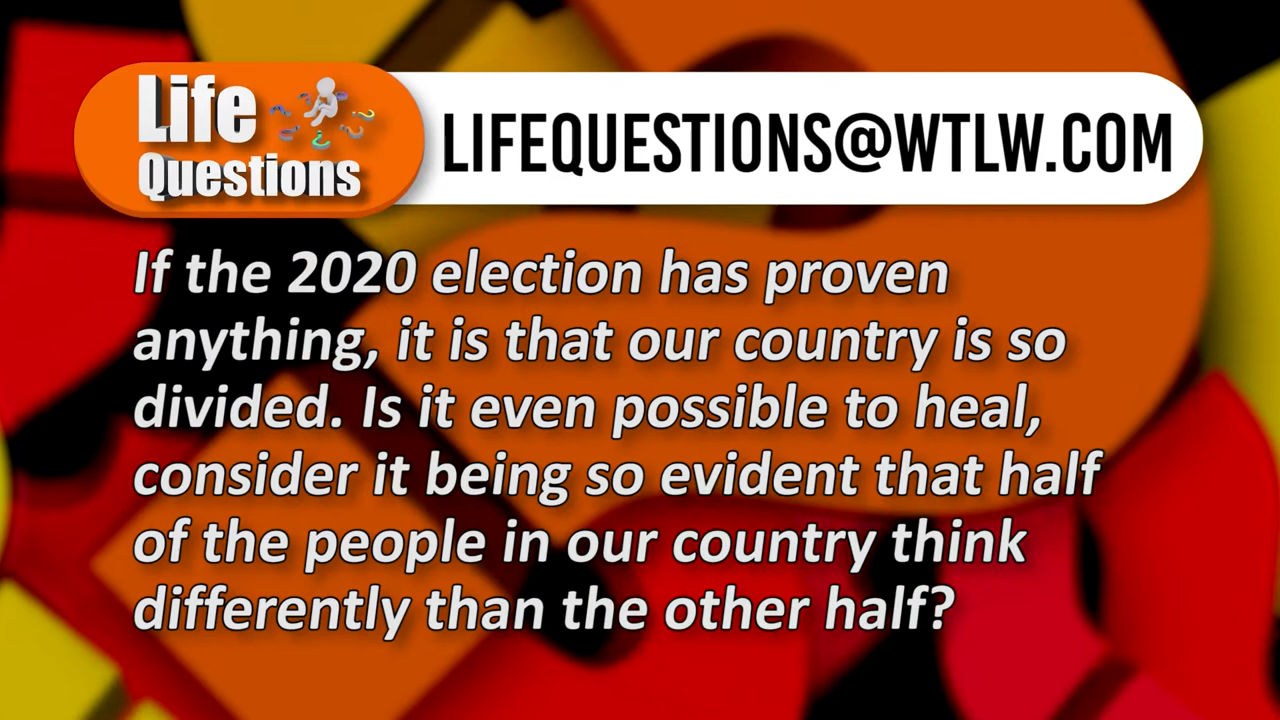 Life
Questions
LIFEQUESTIONS@WTLW.COM
If the 2020 election has proven
anything, it is that our country is so
divided. Is it even possible to heal,
consider it being so evident that half
of the people in our country think
differently than the other half?